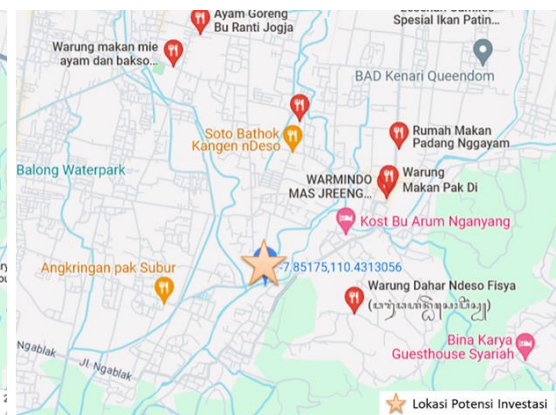 Ayam Goreng
Bu Ranti Jogja
Spesial Ikan Patin...
Warung makan mie
ayam dan bakso...
BAD Kenari Queendom
Soto Bathok
Kangen nDeso
Rumah Makan
Padang Nggayam
Balong Waterpark
WARMINDO
MAS JREENG...
Warung
Makan Pak Di
Kost Bu Arum Nganyang
-7.85175,110.4313056
Angkringan pak Subur
Warung Dahar Ndeso Fisya
Bina Karya
Guesthouse Syariah
Ngablak
Jl Ngablak
Lokasi Potensi Investasi